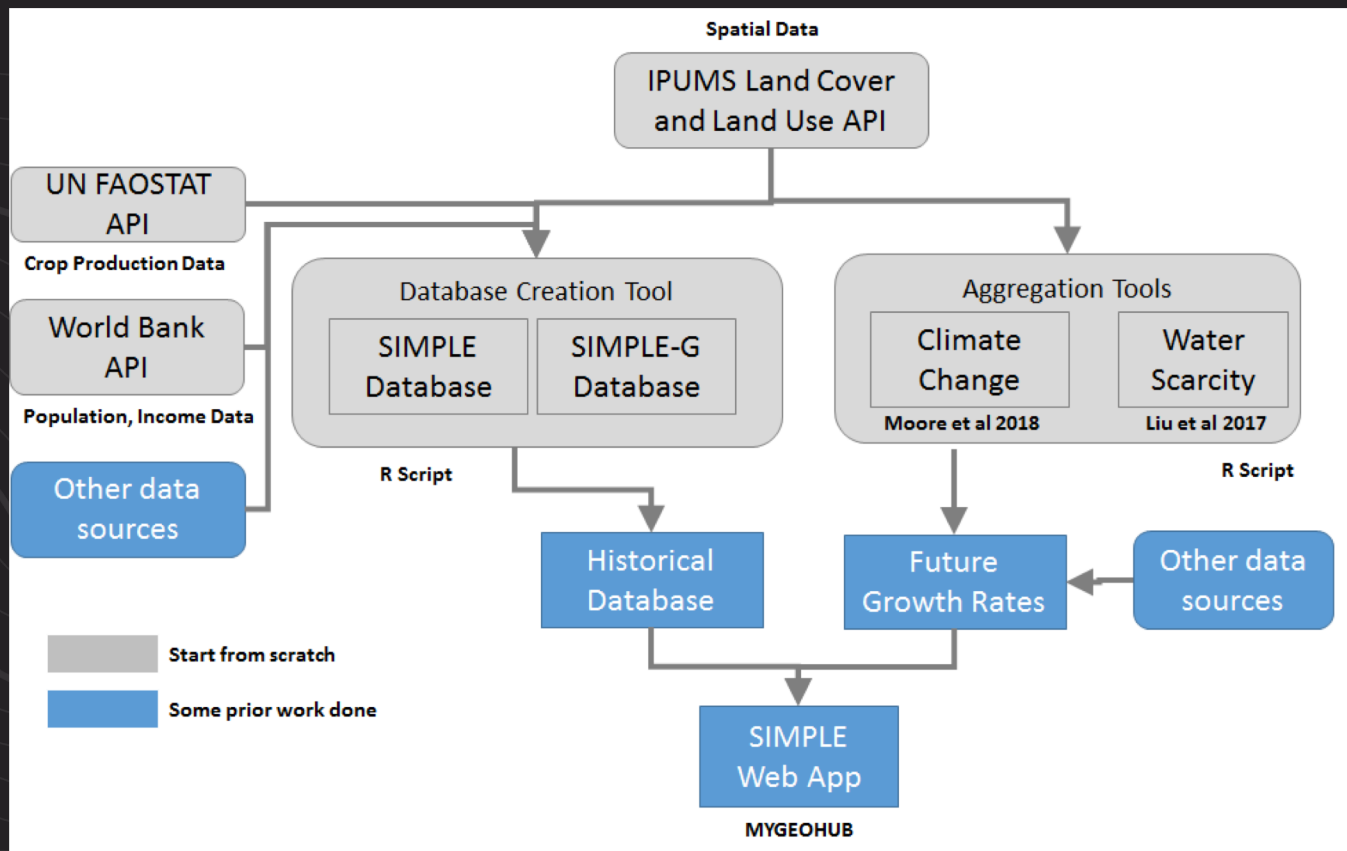 Spatial Data
IPUMS Land Cover
and Land Use API
UN FAOSTAT
API
Crop Production Data
World Bank
API
Population, Income Data
Other data
sources
Database Creation Tool
SIMPLE
Database
SIMPLE-G
Database
R Script
Aggregation Tools
Climate
Change
Water
Scarcity
Moore et al 2018
Liu et al 2017
R Script
Historical
Database
Future
Growth Rates
Other data
sources
Start from scratch
Some prior work done
SIMPLE
Web App
MYGEOHUB